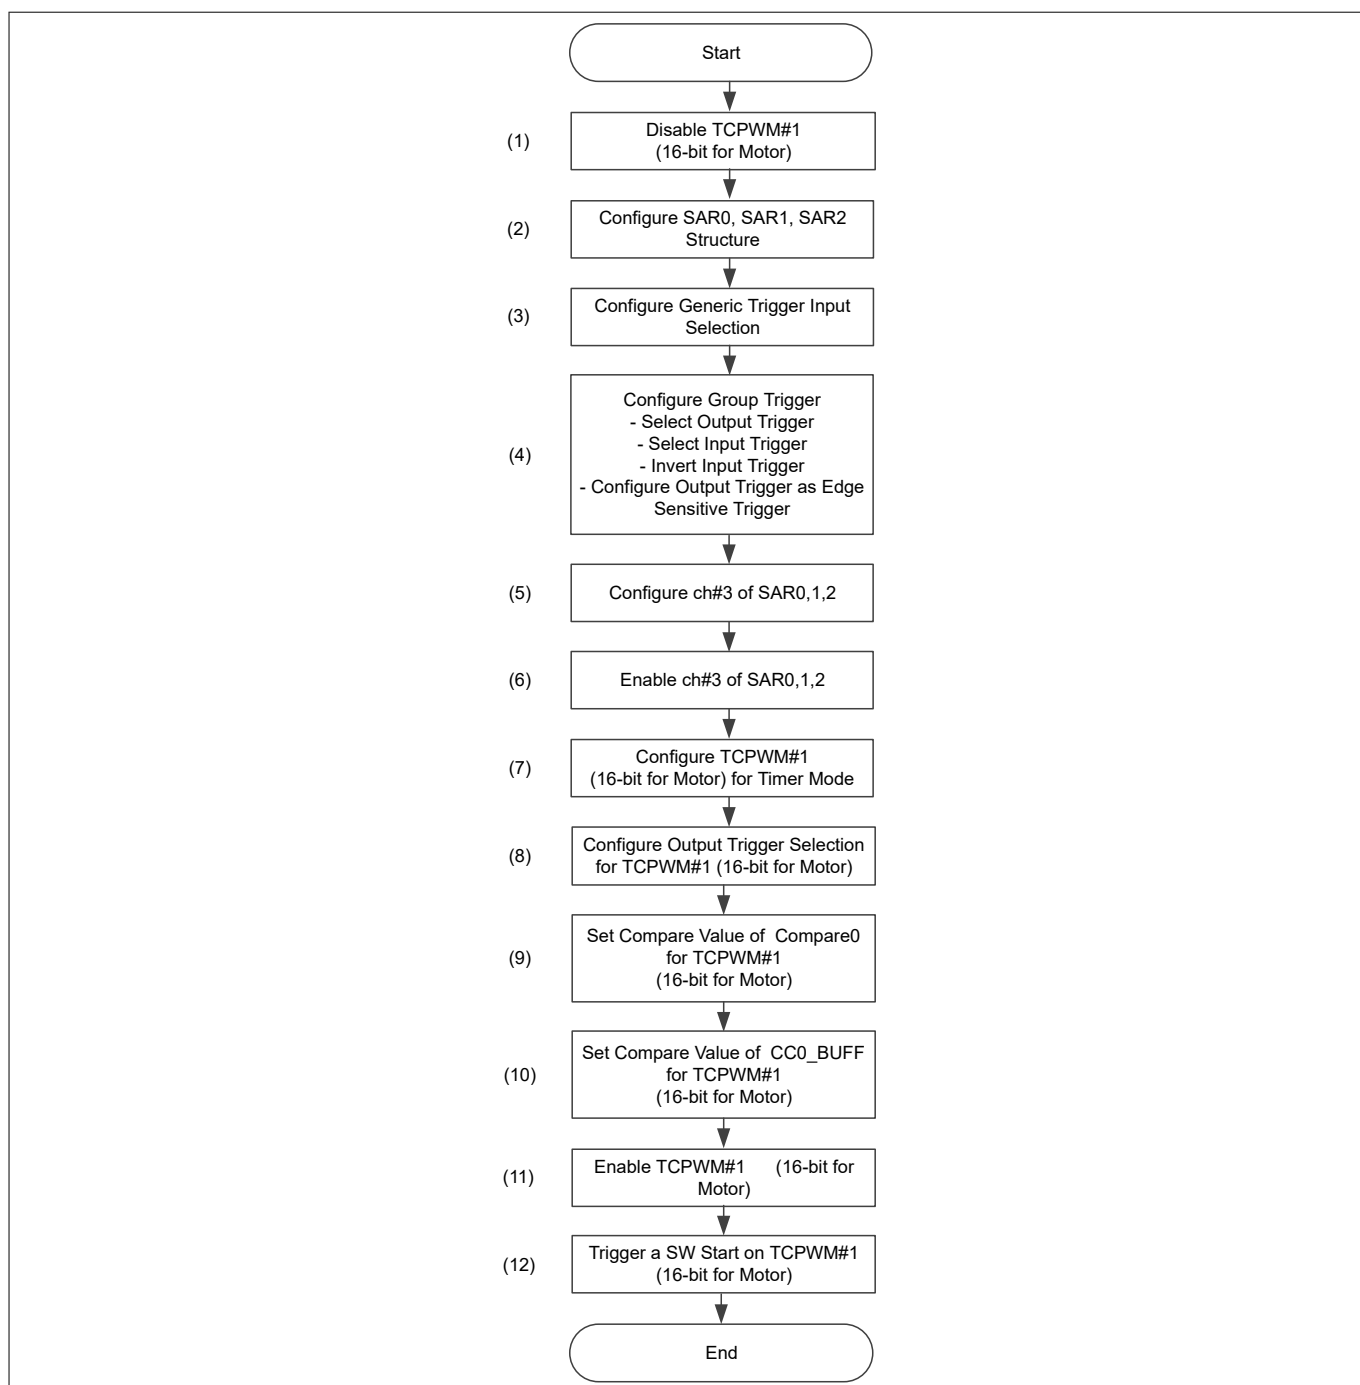 Start
(1)
Disable TCPWM#1
(16-bit for Motor)
(2)
Configure SAR0, SAR1, SAR2
Structure
(3)
Configure Generic Trigger Input
Selection
(4)
Configure Group Trigger
- Select Output Trigger
- Select Input Trigger
- Invert Input Trigger
- Configure Output Trigger as Edge
Sensitive Trigger
(5)
Configure ch#3 of SAR0,1,2
(6)
Enable ch#3 of SAR0,1,2
(7)
Configure TCPWM#1
(16-bit for Motor) for Timer Mode
(8)
Configure Output Trigger Selection
for TCPWM#1 (16-bit for Motor)
(9)
Set Compare Value of  Compare0
for TCPWM#1
(16-bit for Motor)
(10)
Set Compare Value of  CC0_BUFF
for TCPWM#1
(16-bit for Motor)
(11)
Enable TCPWM#1      (16-bit for
Motor)
(12)
Trigger a SW Start on TCPWM#1
(16-bit for Motor)
End